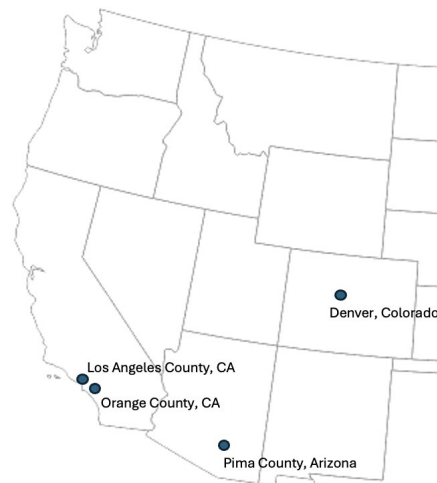 Denver, Colorado
Los Angeles County, CA
Orange County, CA
Pima County, Arizona